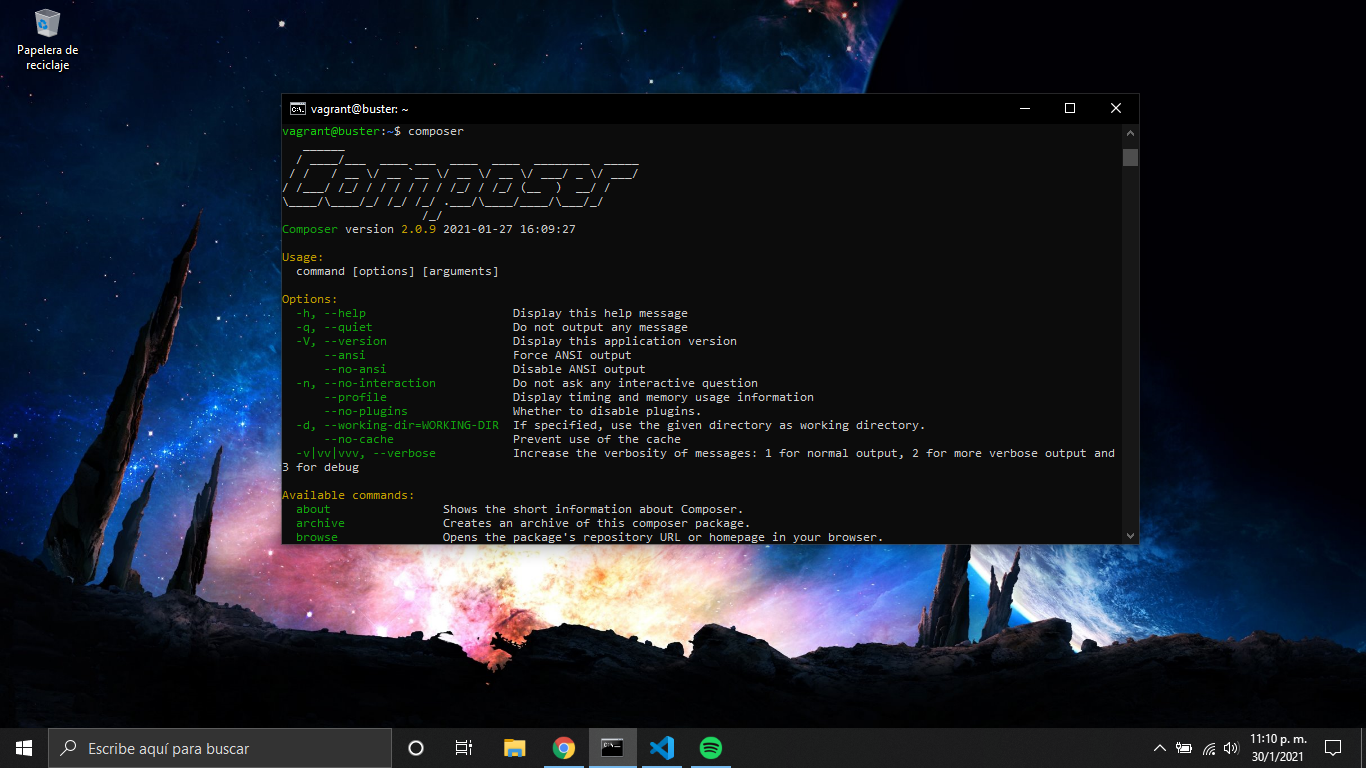 Papelera de
reciclaje
vagrant@buster: ~
vagrant@buster:~$ composer
   ______
  / ____/___  ____ ___  ____  ____  ________  _____
 / /   / __ \/ __ `__ \/ __ \/ __ \/ ___/ _ \/ ___/
/ /___/ /_/ / / / / / / /_/ / /_/ (__  )  __/ /
\____/\____/_/ /_/ /_/ .___/\____/____/\___/_/
                    /_/
Composer version 2.0.9 2021-01-27 16:09:27
Usage:
  command [options] [arguments]
Options:
  -h, --help                     Display this help message
  -q, --quiet                    Do not output any message
  -V, --version                  Display this application version
      --ansi                     Force ANSI output
      --no-ansi                  Disable ANSI output
  -n, --no-interaction           Do not ask any interactive question
      --profile                  Display timing and memory usage information
      --no-plugins               Whether to disable plugins.
  -d, --working-dir=WORKING-DIR  If specified, use the given directory as working directory.
      --no-cache                 Prevent use of the cache
  -v|vv|vvv, --verbose           Increase the verbosity of messages: 1 for normal output, 2 for more verbose output and
3 for debug
Available commands:
  about                Shows the short information about Composer.
  archive              Creates an archive of this composer package.
  browse               Opens the package's repository URL or homepage in your browser.
Escribe aquí para buscar
11:10 p. m.
30/1/2021